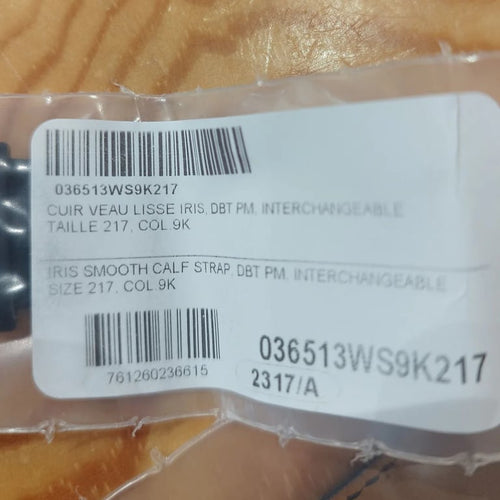 036513WS9K217
CUIR VEAU LISSE IRIS, DBT PM, INTERCHANGEABLE
TAILLE 217, COL.9K
IRIS SMOOTH CALF STRAP, DBT PM, INTERCHANGEABLE
SIZE 217, COL.9K
761260236615
036513WS9K217
2317/A